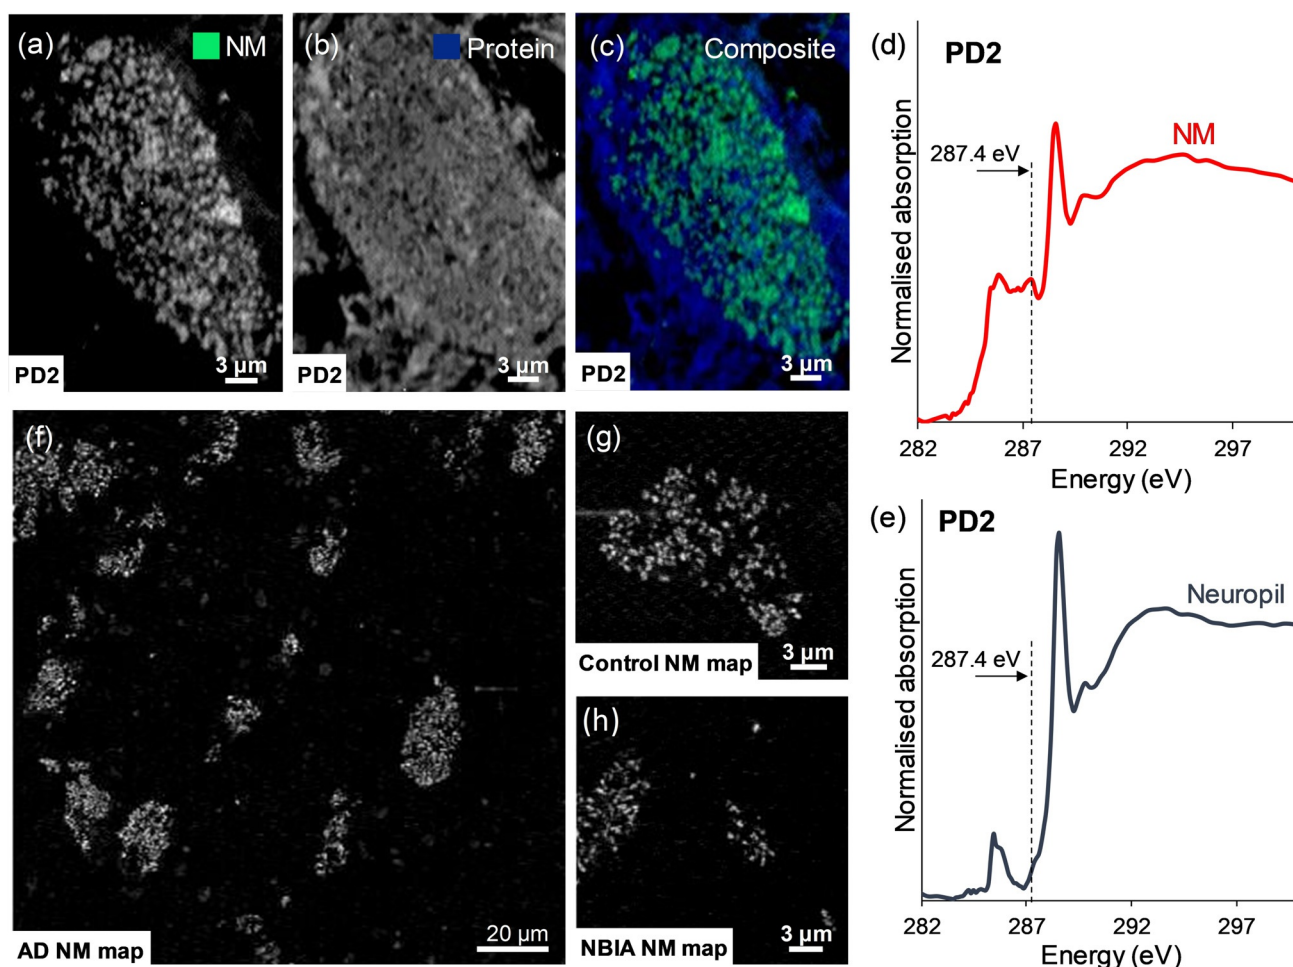 (a) NM
3 µm
PD2
(b) Protein
3 µm
PD2
(c) Composite
3 µm
PD2
(d) PD2
NM
287.4 eV
Normalised absorption
282 287 292 297
Energy (eV)
(e) PD2
Neuropil
287.4 eV
Normalised absorption
282 287 292 297
Energy (eV)
(f)
20 µm
AD NM map
(g)
3 µm
Control NM map
(h)
3 µm
NBIA NM map